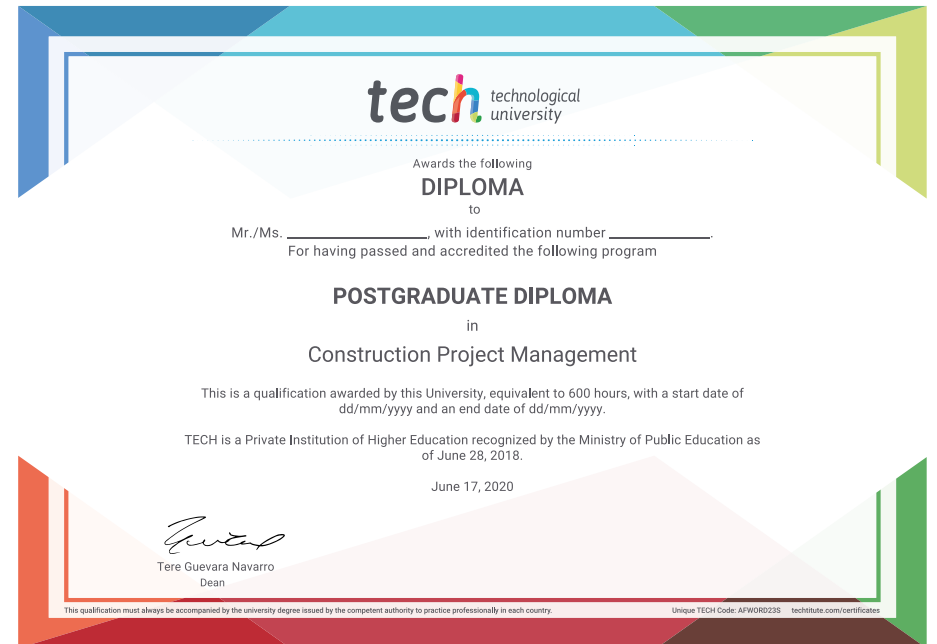 tech technological
university
Awards the following
DIPLOMA
to
Mr./Ms. ____________________, with identification number ______________.
For having passed and accredited the following program
POSTGRADUATE DIPLOMA
in
Construction Project Management
This is a qualification awarded by this University, equivalent to 600 hours, with a start date of
dd/mm/yyyy and an end date of dd/mm/yyyy.
TECH is a Private Institution of Higher Education recognized by the Ministry of Public Education as
of June 28, 2018.
June 17, 2020
Tere Guevara Navarro
Dean
This qualification must always be accompanied by the university degree issued by the competent authority to practice professionally in each country. Unique TECH Code: AFWORD23S techtitute.com/certificates